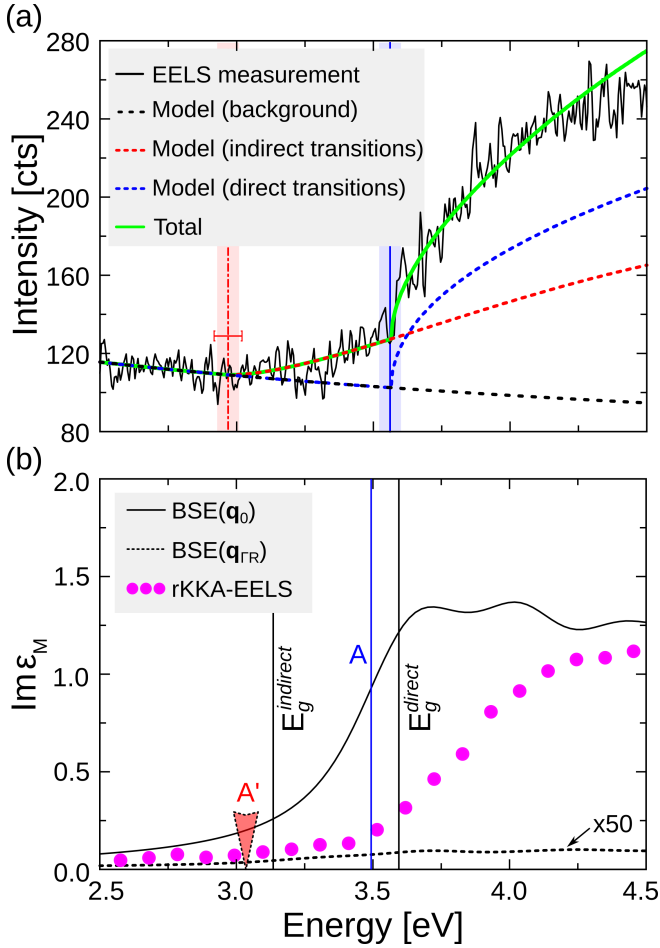 (a)
280
240
200
160
120
80
Intensity [cts]
EELS measurement
Model (background)
Model (indirect transitions)
Model (direct transitions)
Total
(b)
2.0
1.5
1.0
0.5
0.0
Im ε_M
BSE(q₀)
BSE(q_ΓR)
rKKA-EELS
A
A'
E_g^indirect
E_g^direct
x50
2.5
3.0
3.5
4.0
4.5
Energy [eV]